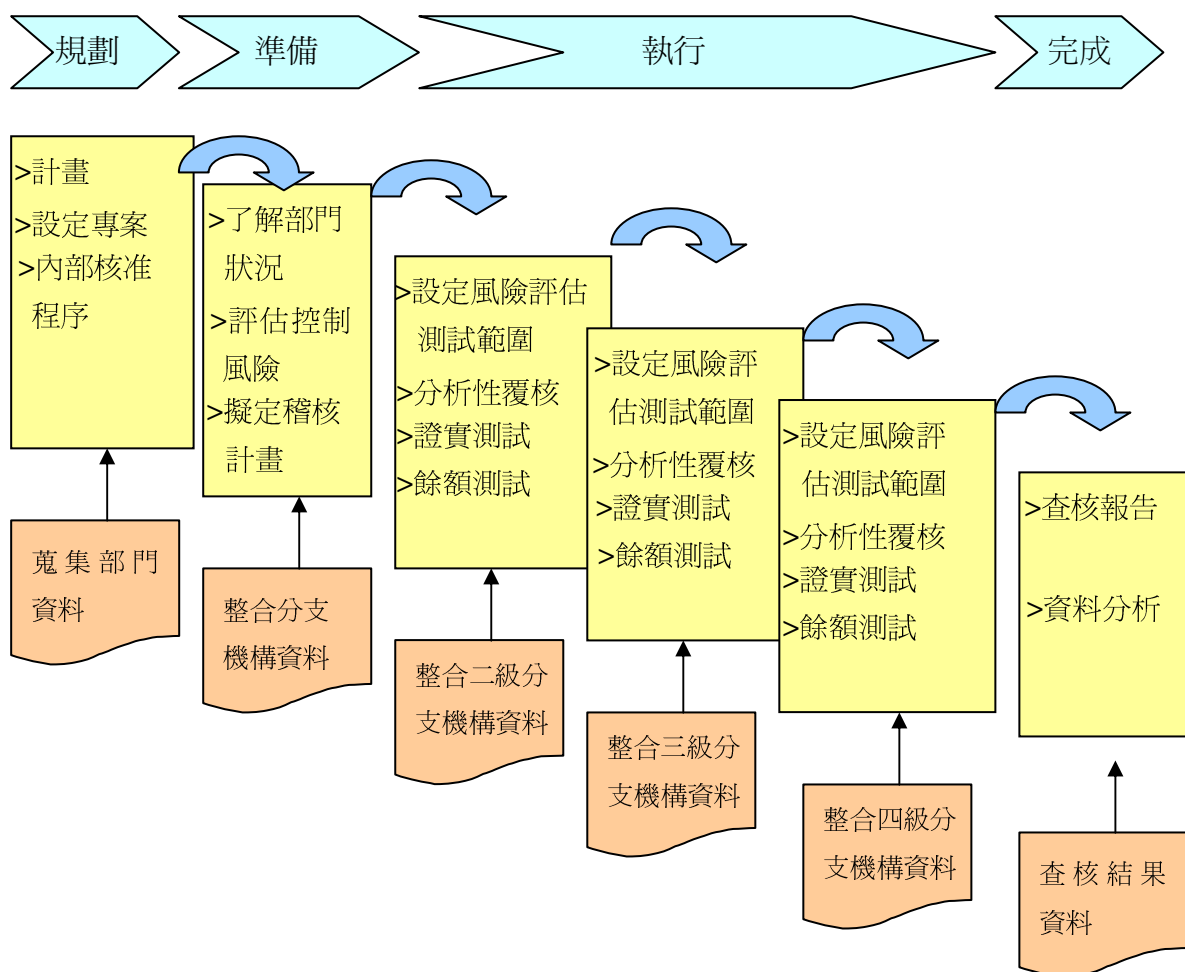 規劃
準備
執行
完成
>計畫
>設定專案
>內部核准
程序
>了解部門
狀況
>評估控制
風險
>擬定稽核
計畫
>設定風險評估
測試範圍
>分析性覆核
>證實測試
>餘額測試
>設定風險評
估測試範圍
>分析性覆核
>證實測試
>餘額測試
>設定風險評
估測試範圍
>分析性覆核
>證實測試
>餘額測試
>查核報告
>資料分析
蒐集部門
資料
整合分支
機構資料
整合二級分
支機構資料
整合三級分
支機構資料
整合四級分
支機構資料
查核結果
資料